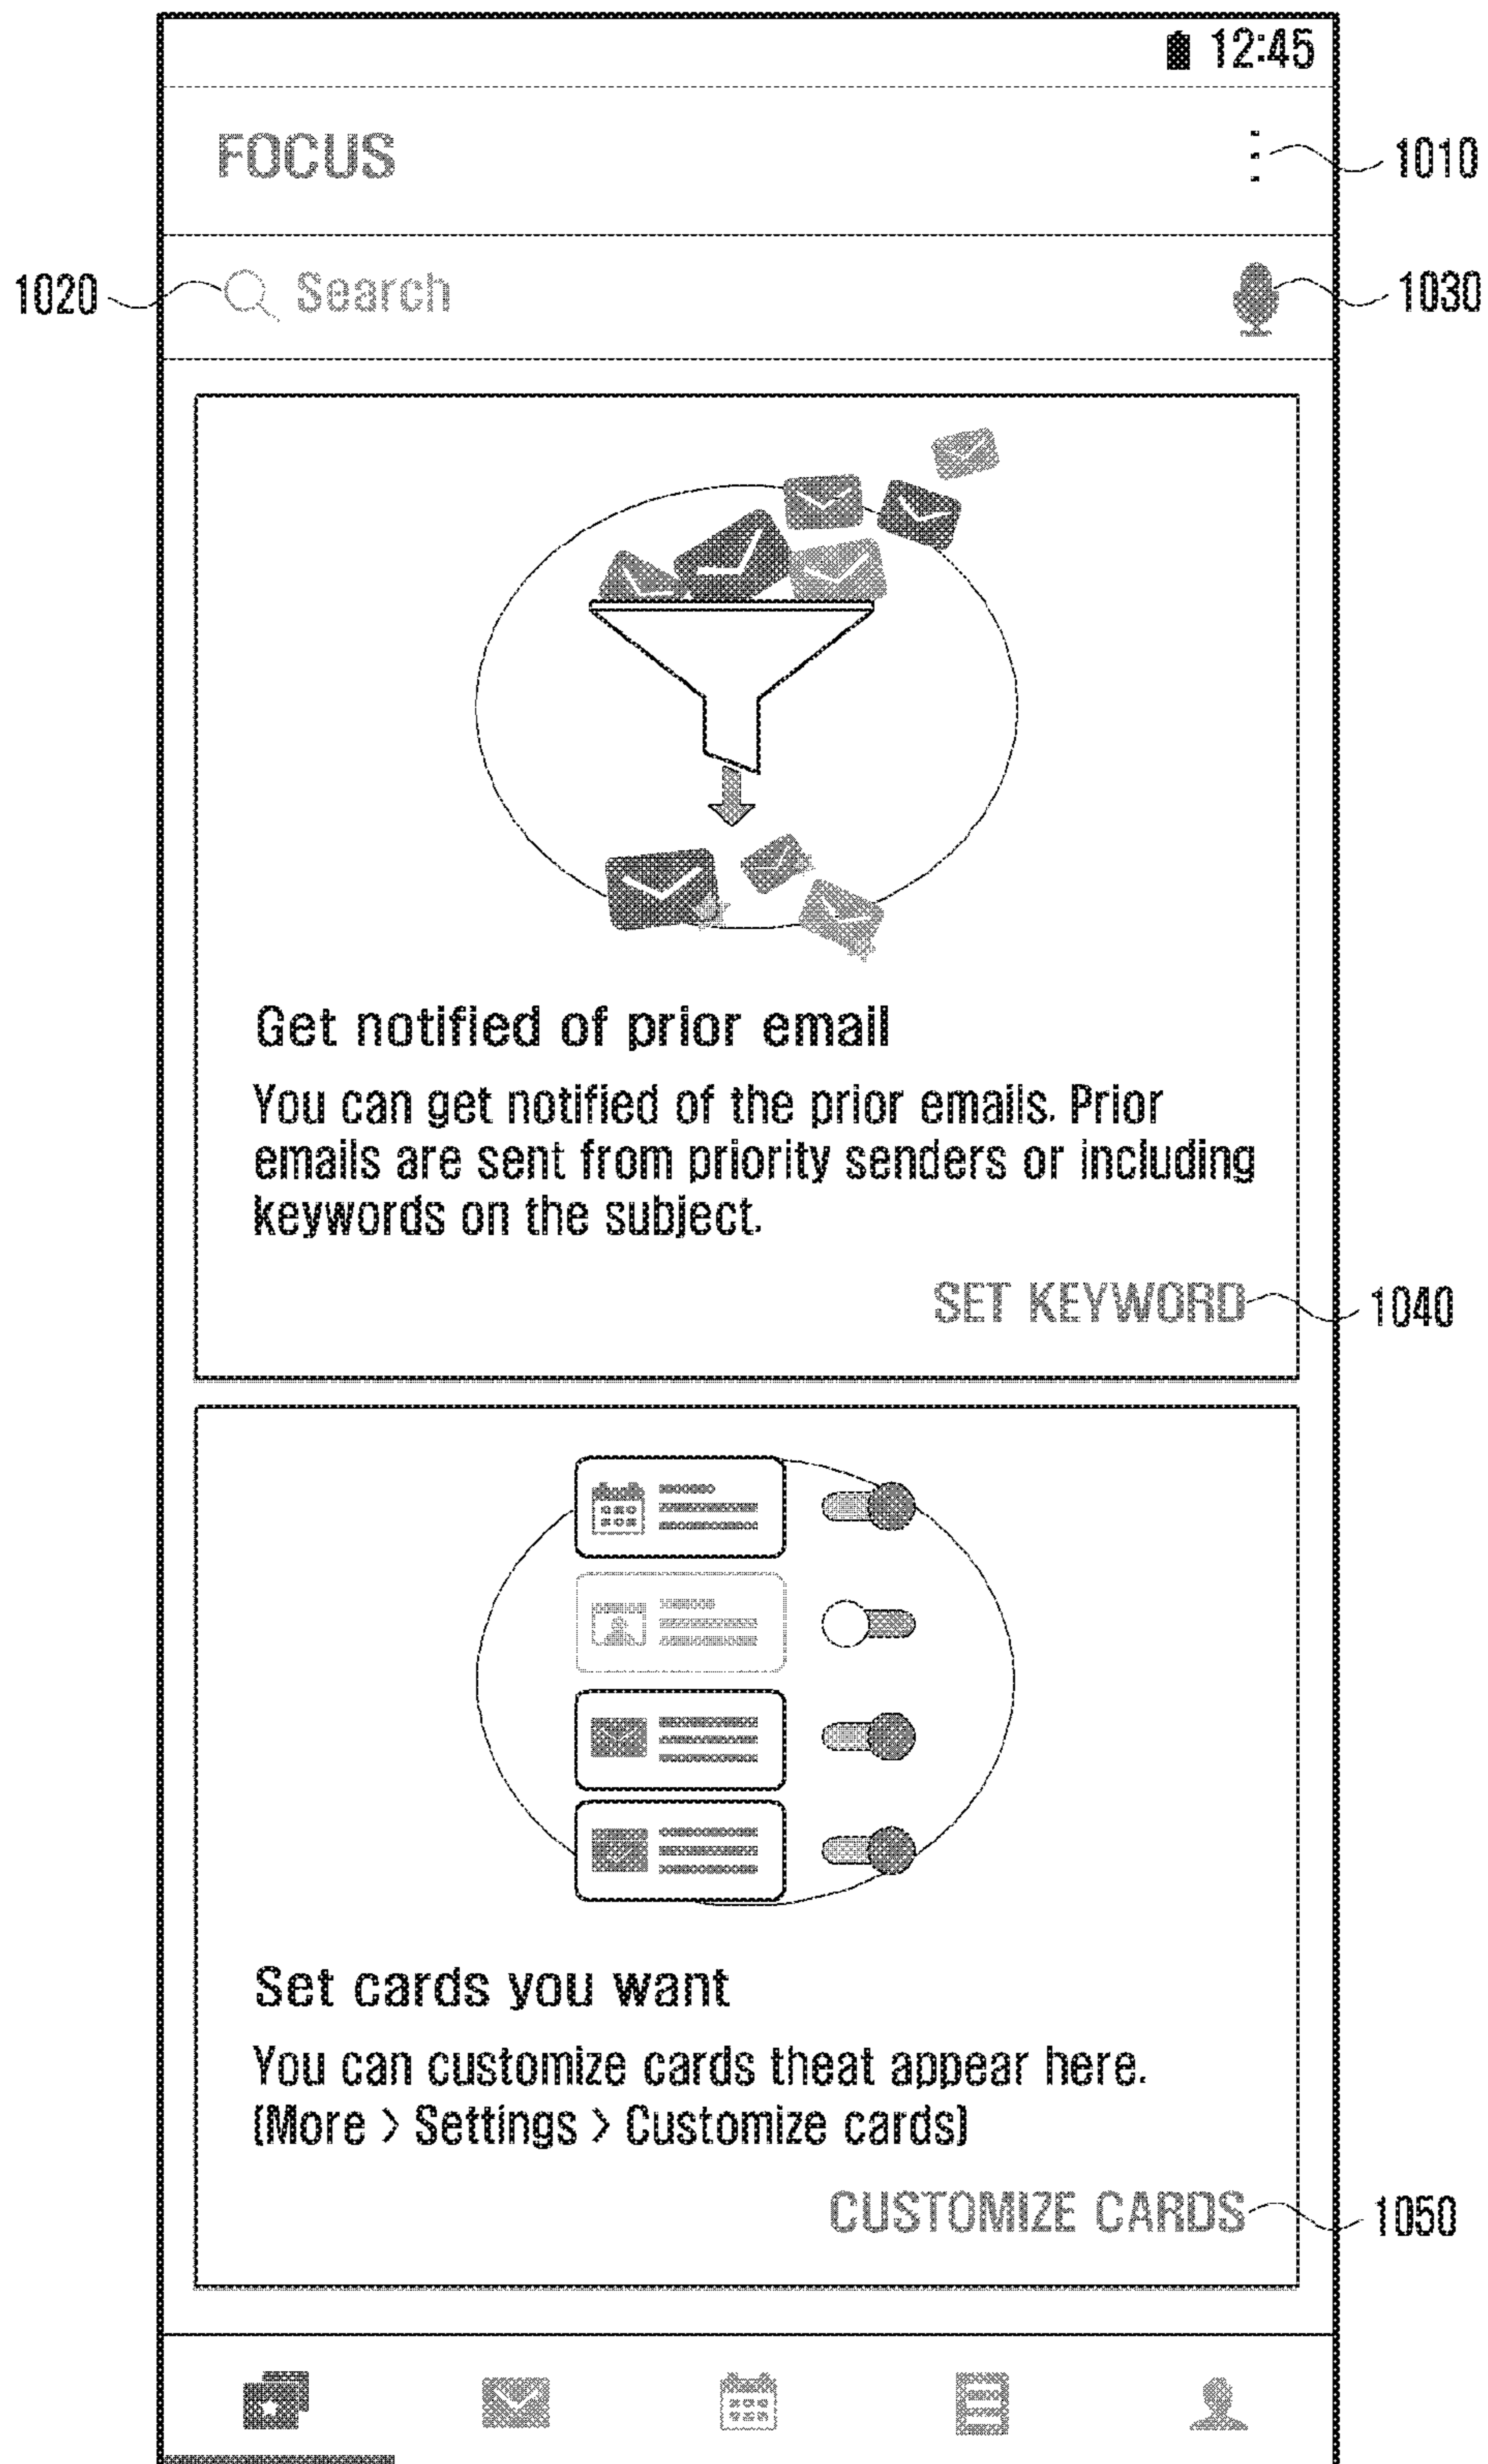 12:45
FOCUS
1010
1020
Search
1030
Get notified of prior email
You can get notified of the prior emails. Prior
emails are sent from priority senders or including
keywords on the subject.
SET KEYWORD
1040
Set cards you want
You can customize cards theat appear here.
(More > Settings > Customize cards)
CUSTOMIZE CARDS
1050